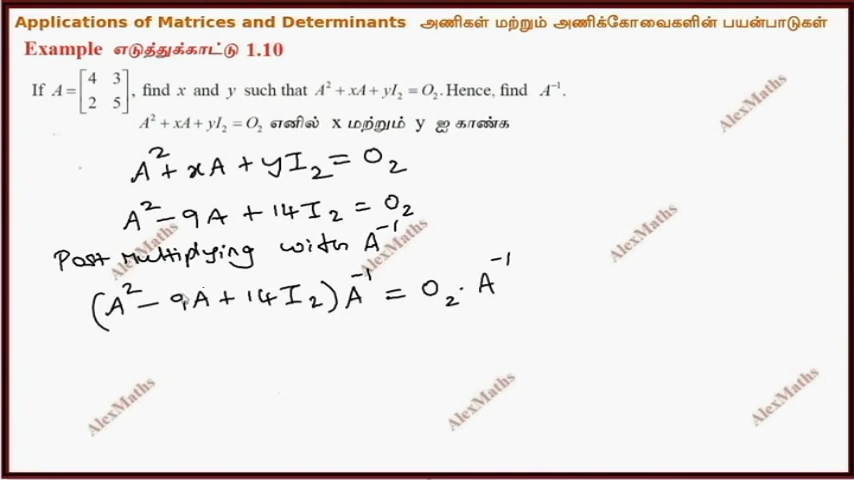 Applications of Matrices and Determinants அணிகள் மற்றும் அணிக்கோவைகளின் பயன்பாடுகள்
Example எடுத்துக்காட்டு 1.10
If A = [4 3; 2 5], find x and y such that A² + xA + yI₂ = O₂. Hence, find A⁻¹.
A² + xA + yI₂ = O₂ எனில் x மற்றும் y ஐ காண்க
A² + xA + yI₂ = O₂
A² − 9A + 14I₂ = O₂
Post multiplying with A⁻¹
(A² − 9A + 14I₂)A⁻¹ = O₂. A⁻¹
AlexMaths
AlexMaths
AlexMaths
AlexMaths
AlexMaths
AlexMaths
AlexMaths